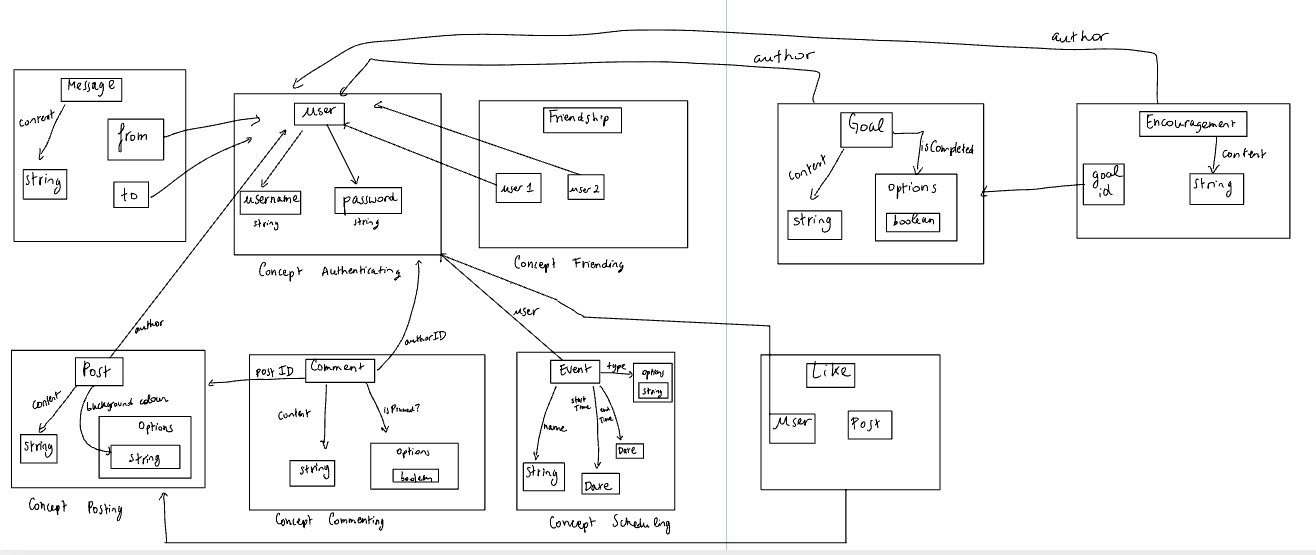 author
author
Message
content
from
string
to
user
username
string
password
string
Concept Authenticating
Friendship
user 1
user 2
Concept Friending
Goal
content
isCompleted
string
options
boolean
Encouragement
content
goal
id
string
author
authorID
user
Post
content
background colour
string
Options
string
Concept Posting
post ID
Comment
content
isPinned?
string
Options
boolean
Concept Commenting
Event
type
options
string
name
start
Time
end
Time
String
Date
Date
Concept Scheduling
Like
User
Post